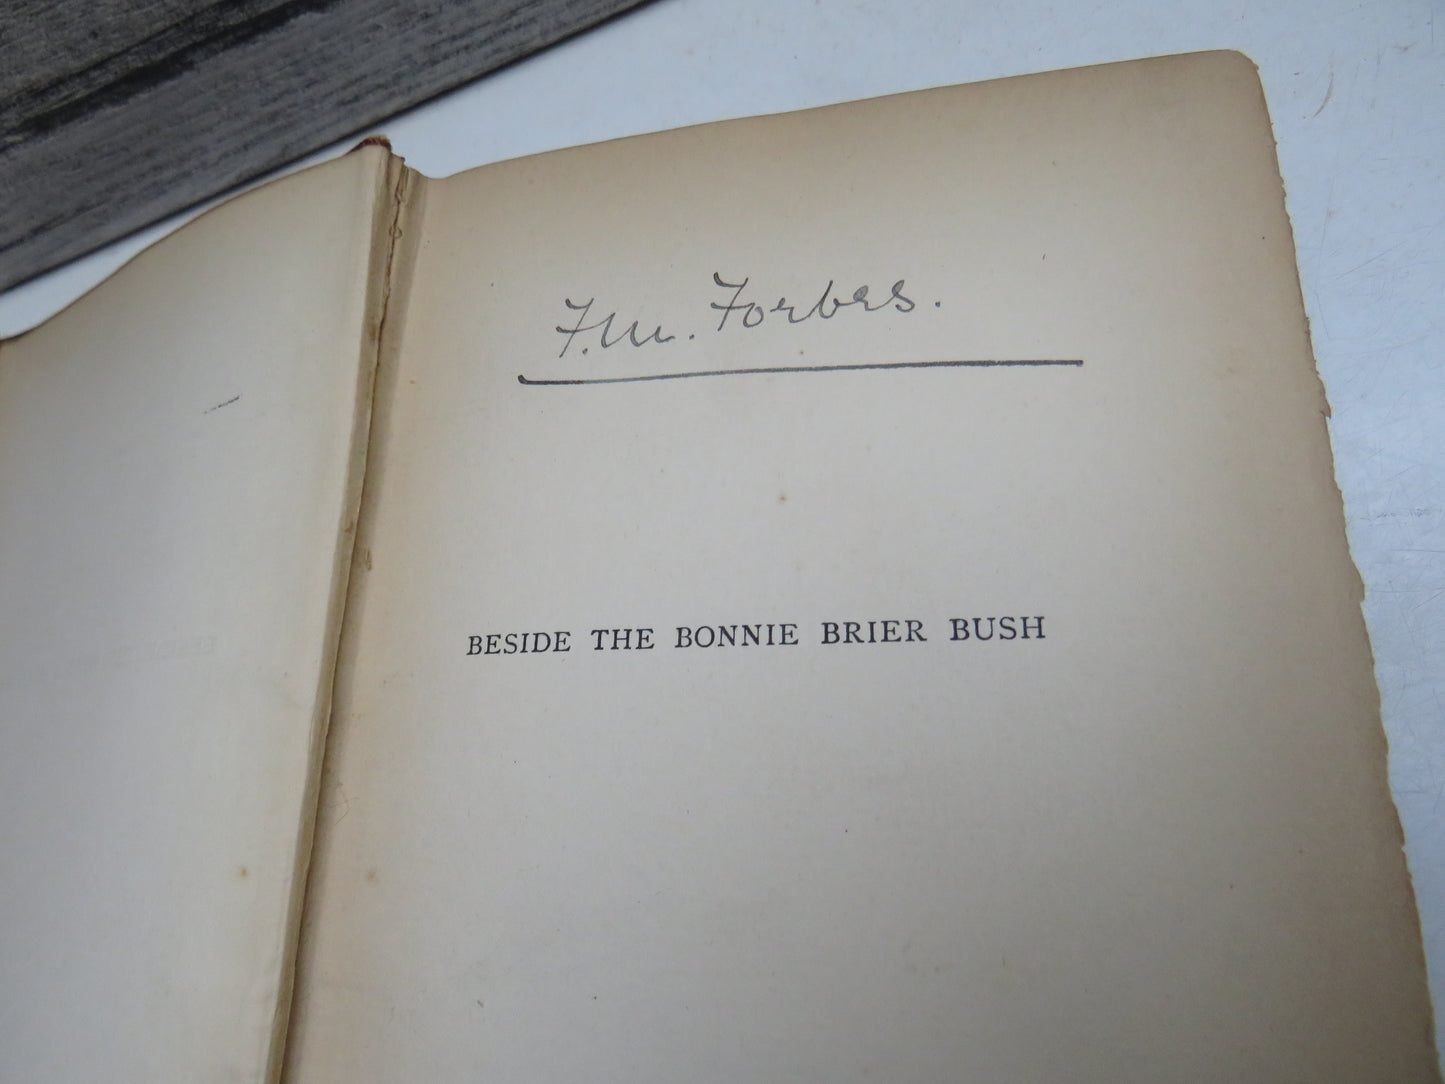 F.M. Forbes.
BESIDE THE BONNIE BRIER BUSH